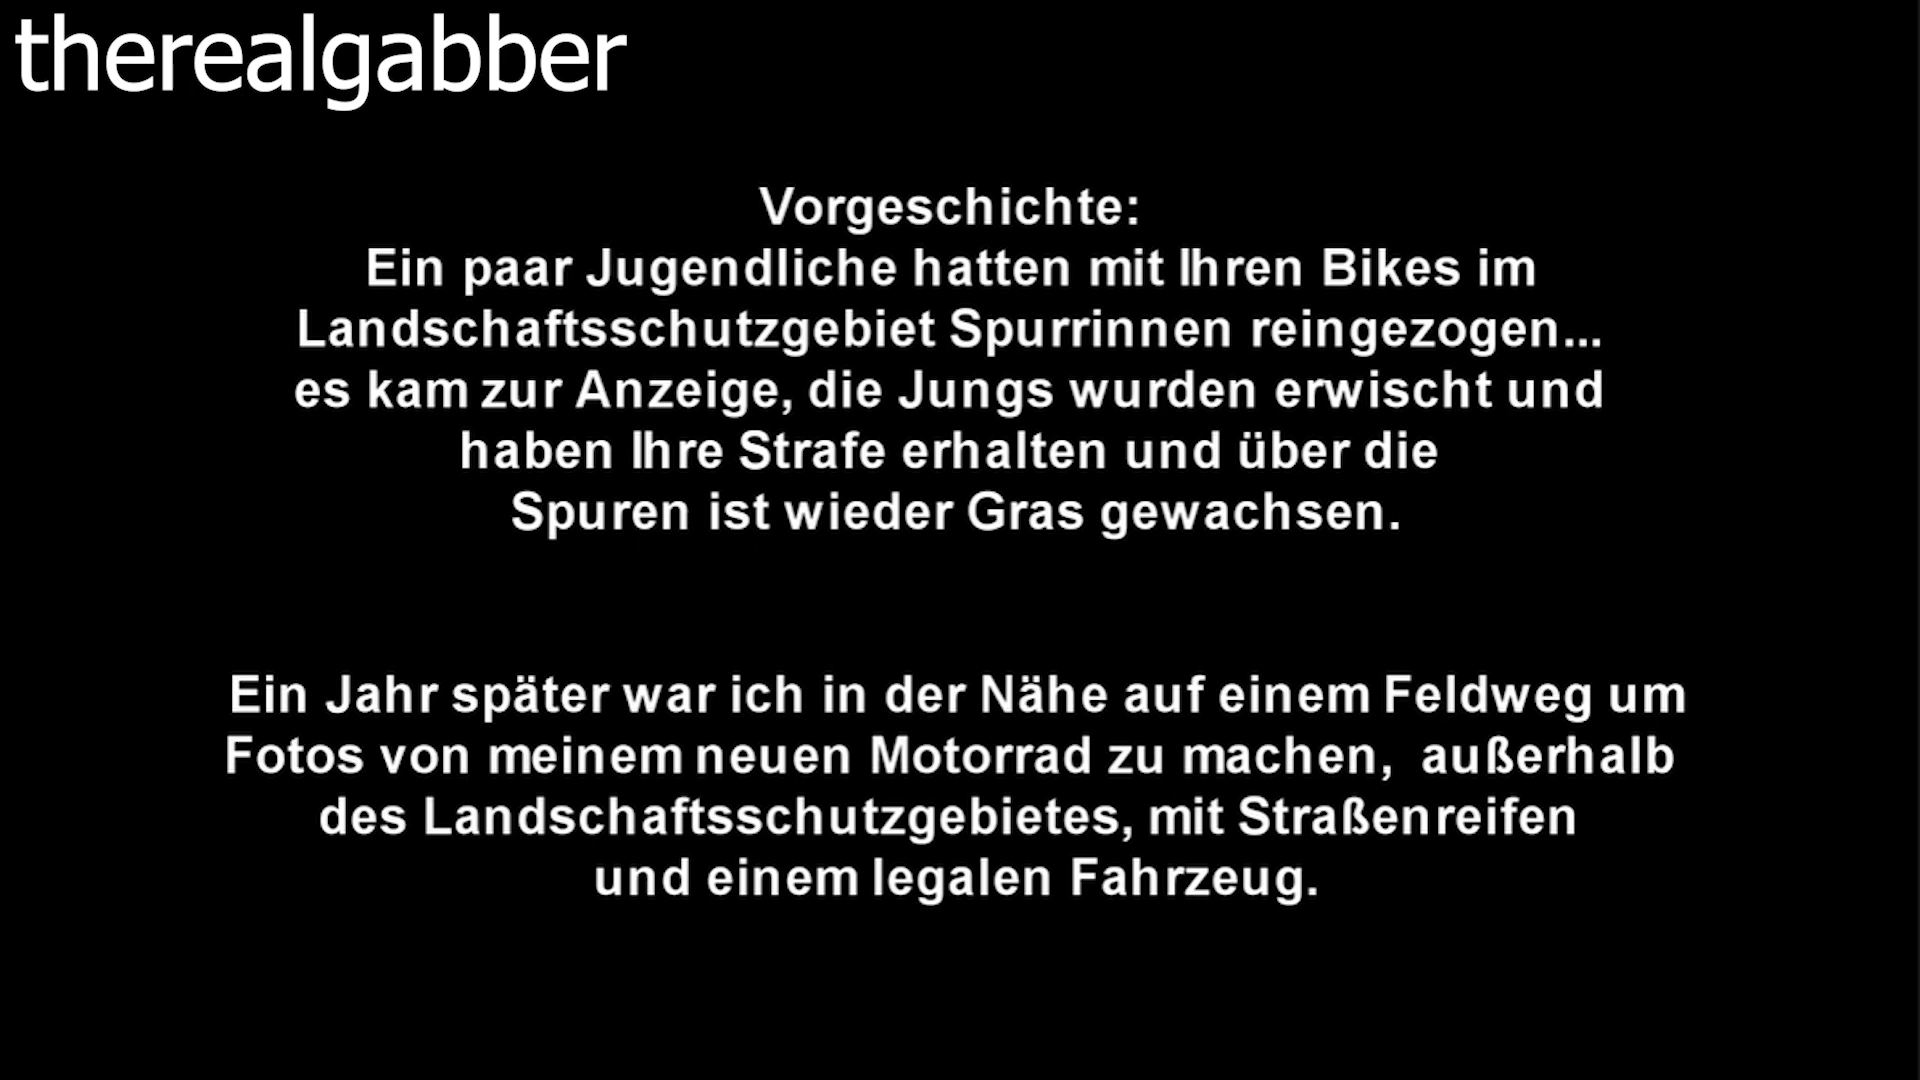 therealgabber
Vorgeschichte:
Ein paar Jugendliche hatten mit Ihren Bikes im
Landschaftsschutzgebiet Spurrinnen reingezogen...
es kam zur Anzeige, die Jungs wurden erwischt und
haben Ihre Strafe erhalten und über die
Spuren ist wieder Gras gewachsen.
Ein Jahr später war ich in der Nähe auf einem Feldweg um
Fotos von meinem neuen Motorrad zu machen, außerhalb
des Landschaftsschutzgebietes, mit Straßenreifen
und einem legalen Fahrzeug.